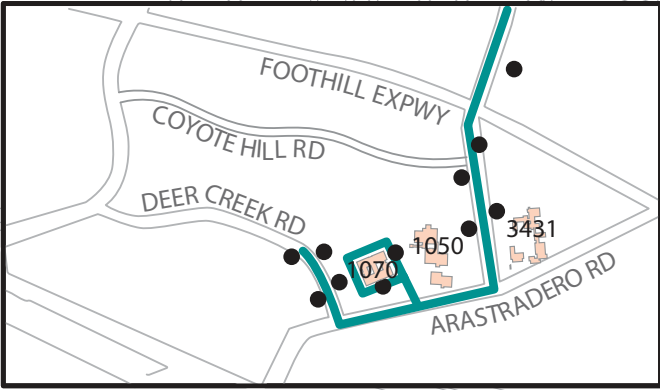 FOOTHILL EXPWY
COYOTE HILL RD
DEER CREEK RD
3431
1050
1070
ARASTRADERO RD